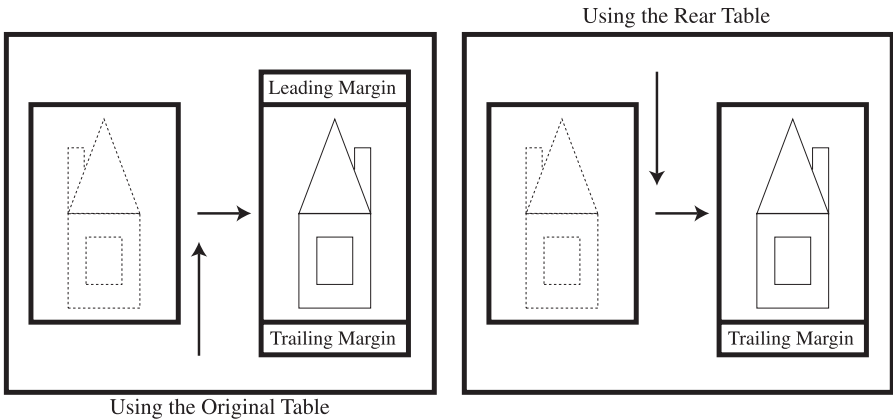 Using the Rear Table
Leading Margin
Trailing Margin
Trailing Margin
Using the Original Table